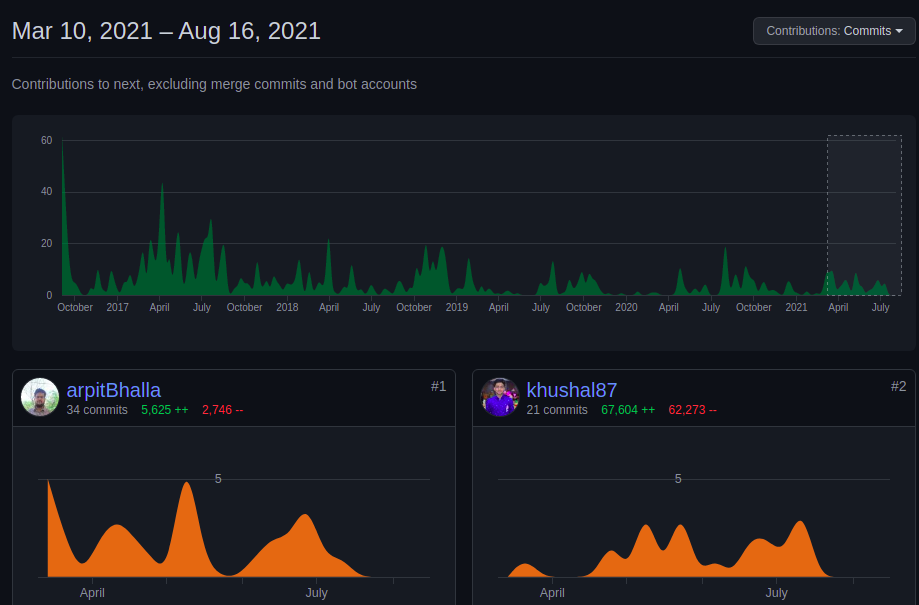 Mar 10, 2021 – Aug 16, 2021
Contributions: Commits
Contributions to next, excluding merge commits and bot accounts
60
40
20
0
October 2017 April July October 2018 April July October 2019 April July October 2020 April July October 2021 April July
arpitBhalla #1
34 commits 5,625 ++ 2,746 --
5
April July
khushal87 #2
21 commits 67,604 ++ 62,273 --
5
April July